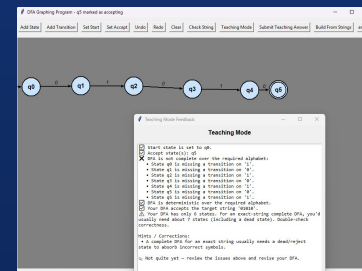 DFA Graphing Program - q5 marked as accepting
Add State Add Transition Set Start Set Accept Undo Redo Clear Check String Teaching Mode Submit Teaching Answer Build From Strings
q0 0 q1 1 q2 0 q3 1 q4 q5
Teaching Mode Feedback
Teaching Mode
Start state is set to q0.
Accept state(s): q5
DFA is not complete over the required alphabet:
• State q0 is missing a transition on '1'.
• State q1 is missing a transition on '0'.
• State q2 is missing a transition on '1'.
• State q3 is missing a transition on '0'.
• State q4 is missing a transition on '1'.
• State q5 is missing a transition on '0'.
• State q5 is missing a transition on '1'.
DFA is deterministic over the required alphabet.
Your DFA accepts the target string '01010'.
Your DFA has only 6 states. For an exact-string complete DFA, you'd
usually need about 7 states (including a dead state). Double-check
correctness.
Hints / Corrections:
• A complete DFA for an exact string usually needs a dead/reject
state to absorb incorrect symbols.
Not quite yet — review the issues above and revise your DFA.